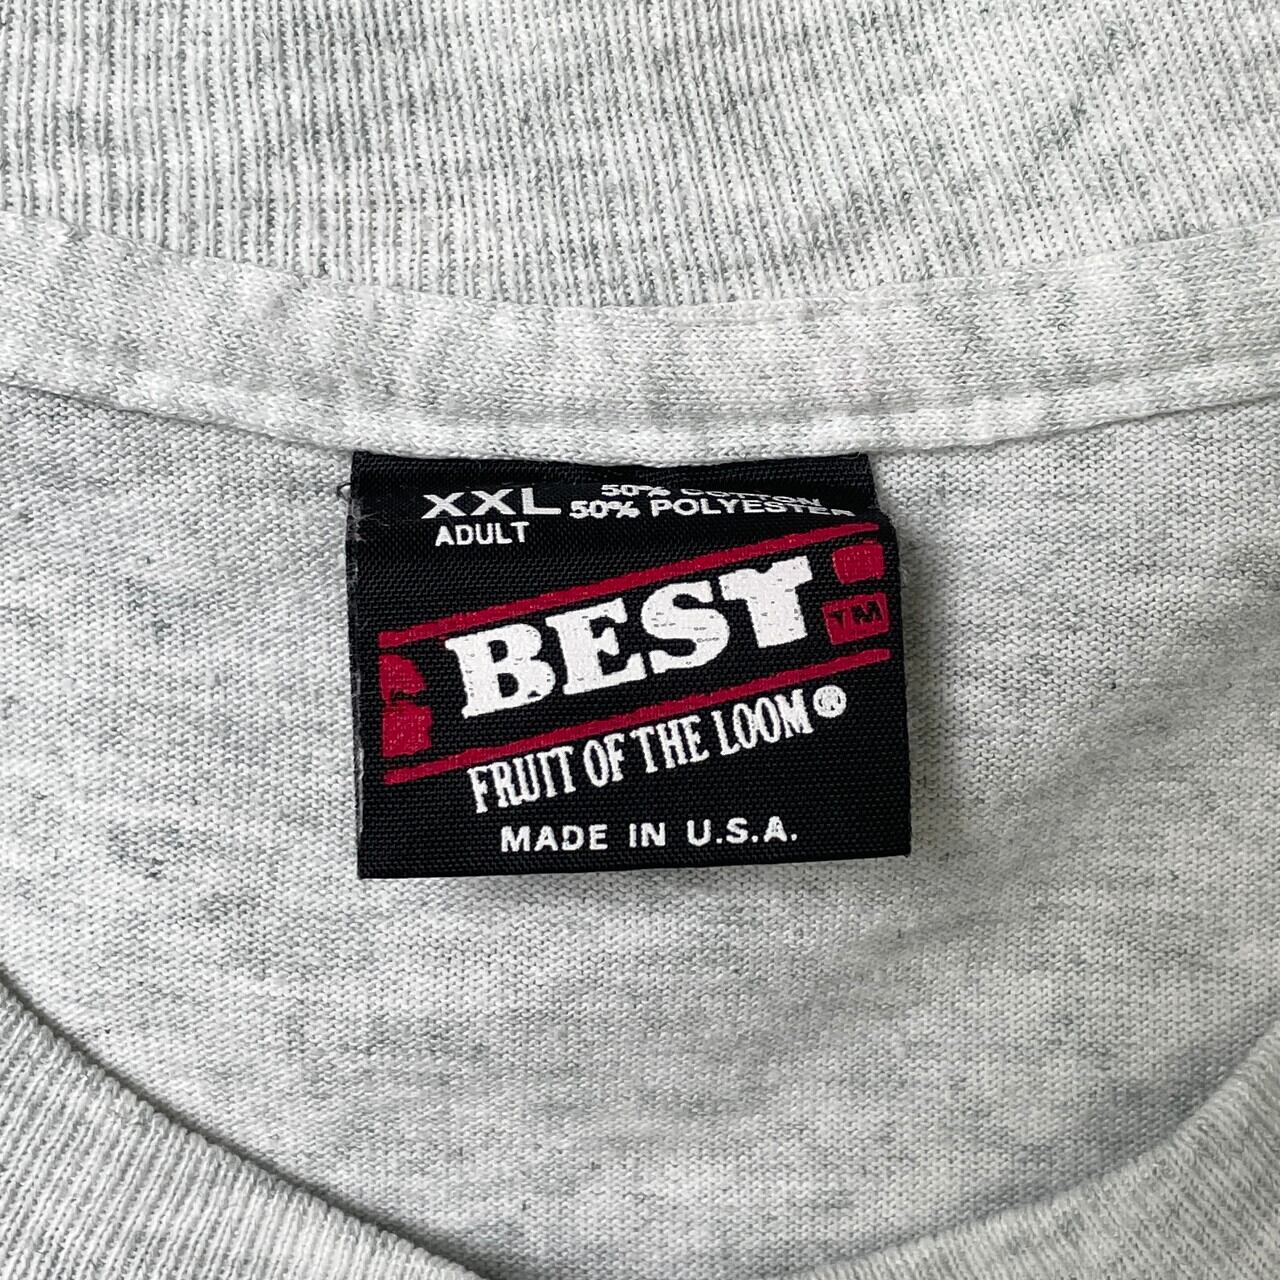 XXL 50% COTTON
ADULT 50% POLYESTER
BEST TM
FRUIT OF THE LOOM®
MADE IN U.S.A.